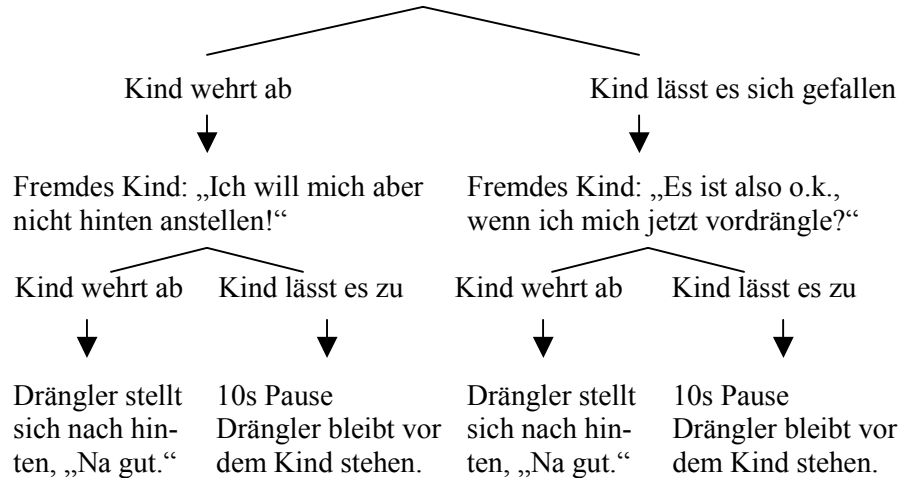 Kind wehrt ab
Kind lässt es sich gefallen
Fremdes Kind: „Ich will mich aber
nicht hinten anstellen!“
Fremdes Kind: „Es ist also o.k.,
wenn ich mich jetzt vordrängle?“
Kind wehrt ab
Kind lässt es zu
Kind wehrt ab
Kind lässt es zu
Drängler stellt
sich nach hin-
ten, „Na gut.“
10s Pause
Drängler bleibt vor
dem Kind stehen.
Drängler stellt
sich nach hin-
ten, „Na gut.“
10s Pause
Drängler bleibt vor
dem Kind stehen.